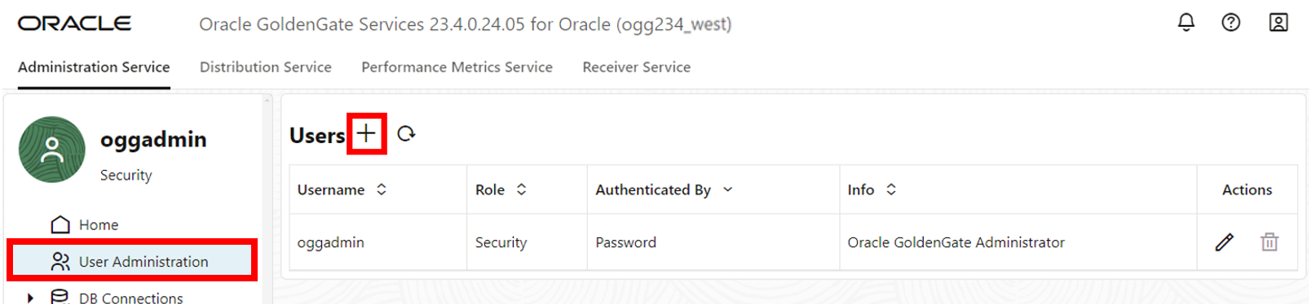 ORACLE Oracle GoldenGate Services 23.4.0.24.05 for Oracle (ogg234_west)
Administration Service Distribution Service Performance Metrics Service Receiver Service
oggadmin
Security
Home
User Administration
DB Connections
Users
Username Role Authenticated By Info Actions
oggadmin Security Password Oracle GoldenGate Administrator